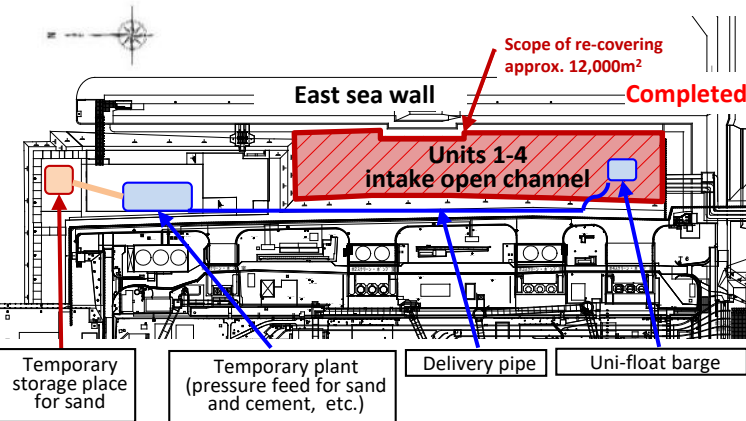 N
Scope of re-covering
approx. 12,000m²
East sea wall
Completed
Units 1-4
intake open channel
Temporary
storage place
for sand
Temporary plant
(pressure feed for sand
and cement, etc.)
Delivery pipe
Uni-float barge